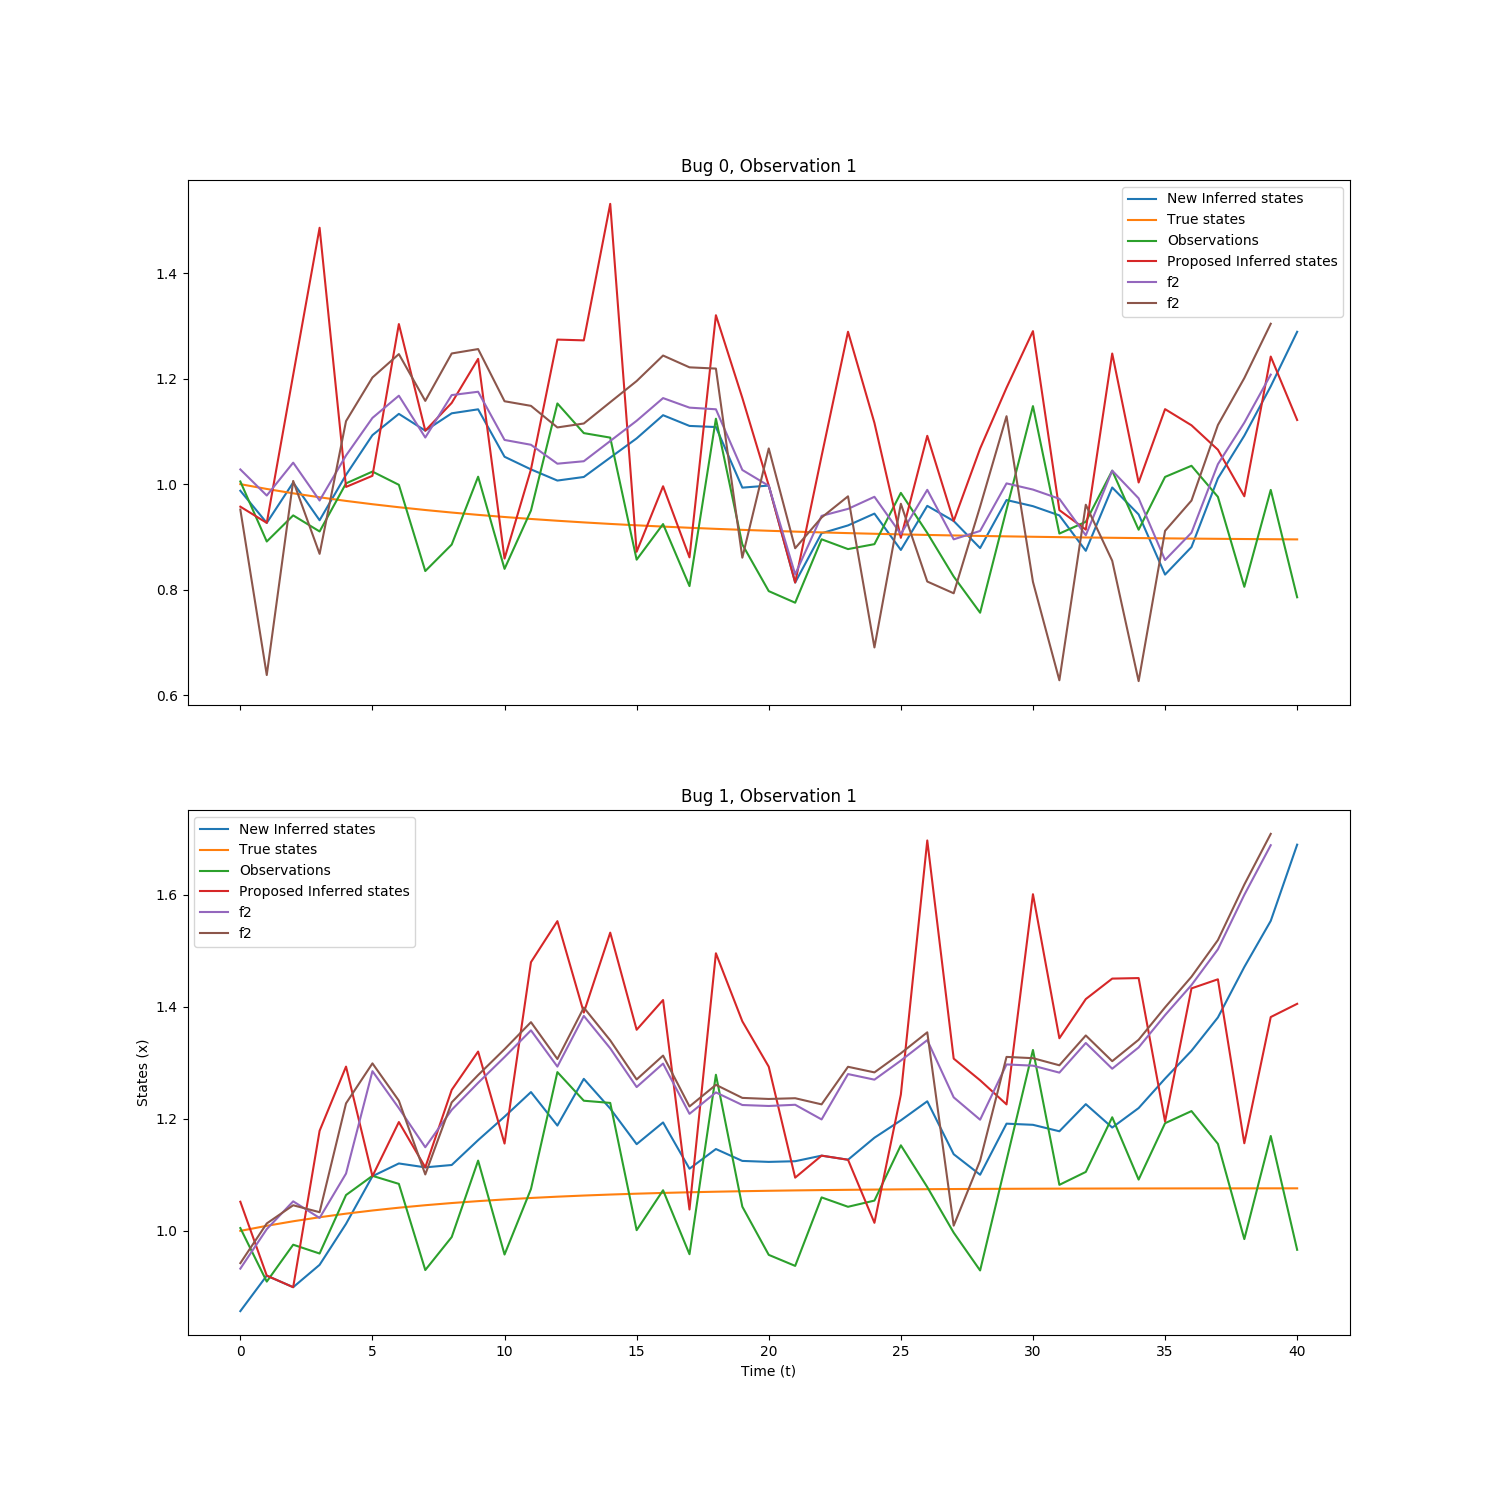 Bug 0, Observation 1
New Inferred states
True states
Observations
Proposed Inferred states
f2
f2
1.4
1.2
1.0
0.8
0.6
Bug 1, Observation 1
New Inferred states
True states
Observations
Proposed Inferred states
f2
f2
1.6
1.4
1.2
1.0
States (x)
0 5 10 15 20 25 30 35 40
Time (t)